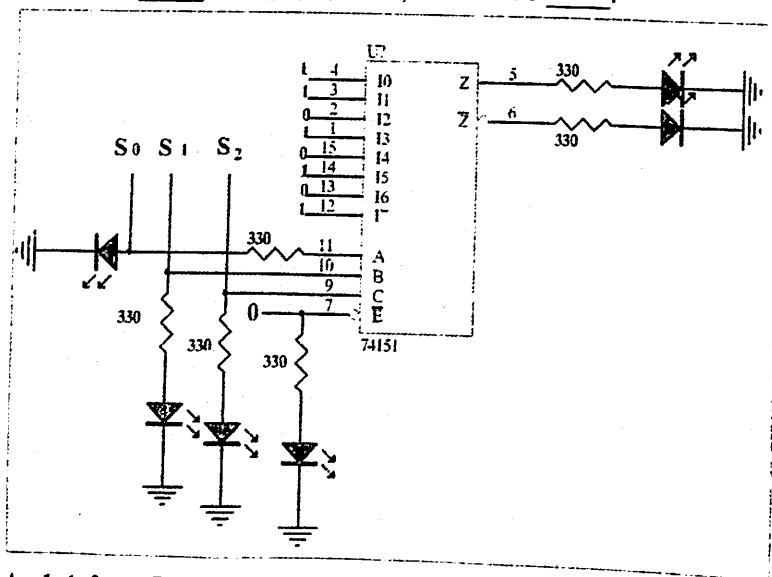 U?
1 4 I0
1 3 I1
0 2 I2
1 1 I3
0 15 I4
1 14 I5
0 13 I6
1 12
Z 5 330
Z̅ 6 330
S0 S1 S2
330 11 A
10 B
9 C
0 7 E̅
330
330
330
74151